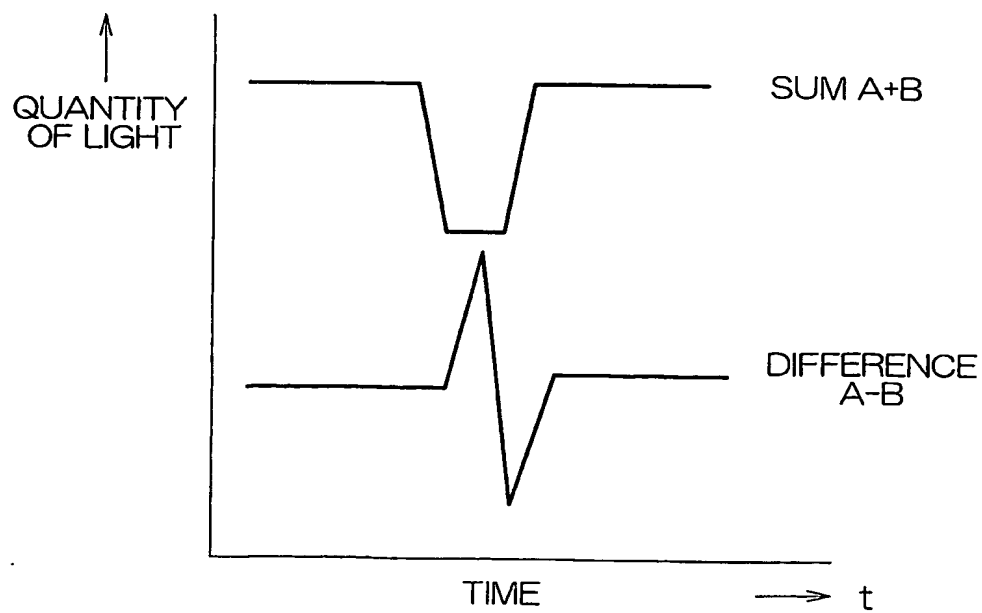 QUANTITY
OF LIGHT
SUM A+B
DIFFERENCE
A-B
TIME
t